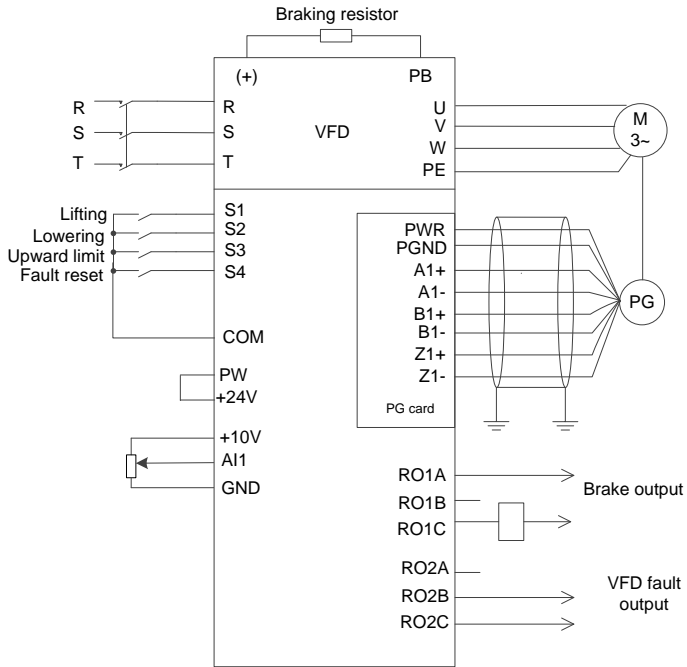 Braking resistor
(+)
PB
R
S
T
R
S
T
VFD
U
V
W
PE
M
3~
Lifting
Lowering
Upward limit
Fault reset
S1
S2
S3
S4
COM
PW
+24V
+10V
AI1
GND
PWR
PGND
A1+
A1-
B1+
B1-
Z1+
Z1-
PG card
PG
RO1A
RO1B
RO1C
Brake output
RO2A
RO2B
RO2C
VFD fault
output